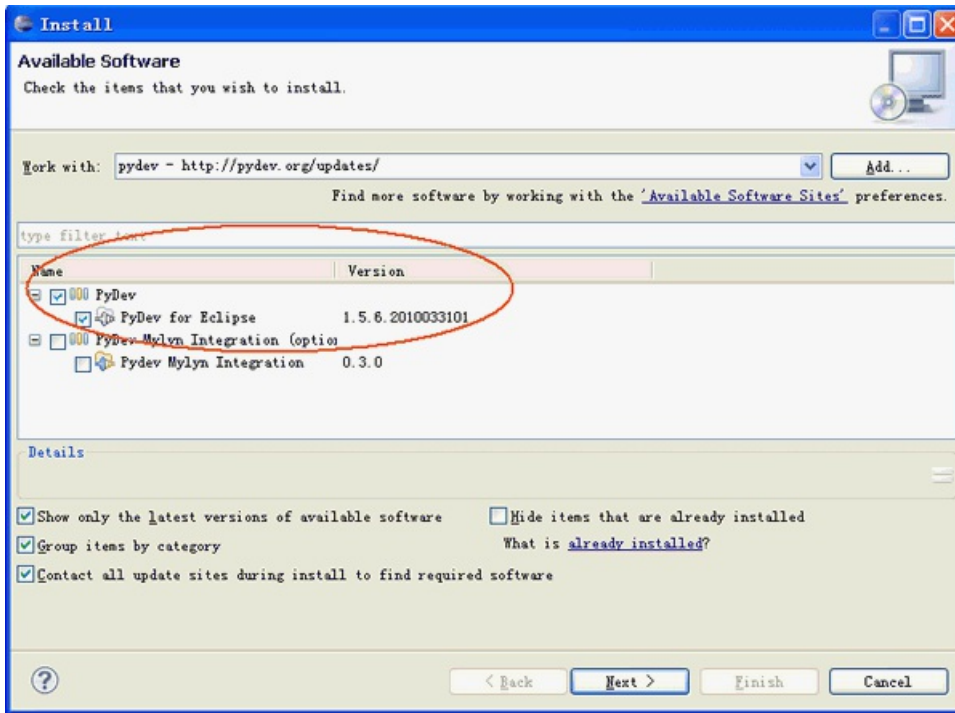 Install
Available Software
Check the items that you wish to install.
Work with: pydev - http://pydev.org/updates/ Add...
Find more software by working with the 'Available Software Sites' preferences.
type filter text
Name Version
PyDev
PyDev for Eclipse 1.5.6.2010033101
PyDev Mylyn Integration (optio
Pydev Mylyn Integration 0.3.0
Details
Show only the latest versions of available software Hide items that are already installed
Group items by category What is already installed?
Contact all update sites during install to find required software
< Back Next > Finish Cancel